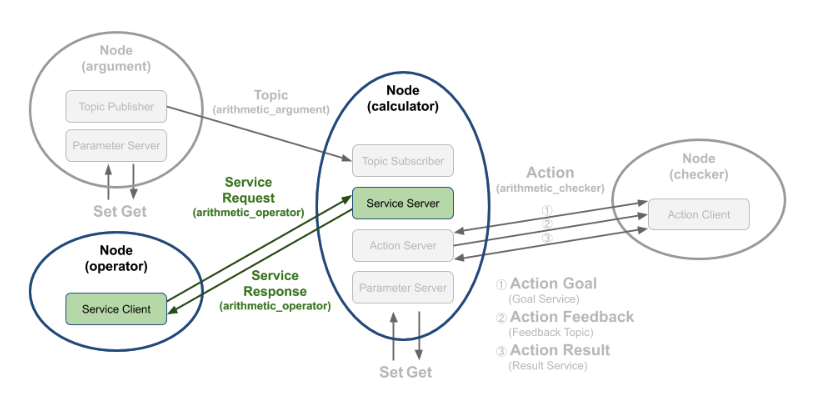 Node
(argument)
Topic Publisher
Parameter Server
Set Get
Topic
(arithmetic_argument)
Node
(calculator)
Topic Subscriber
Service Server
Action Server
Parameter Server
Set Get
Service
Request
(arithmetic_operator)
Service
Response
(arithmetic_operator)
Node
(operator)
Service Client
Action
(arithmetic_checker)
①
②
③
Node
(checker)
Action Client
① Action Goal
(Goal Service)
② Action Feedback
(Feedback Topic)
③ Action Result
(Result Service)